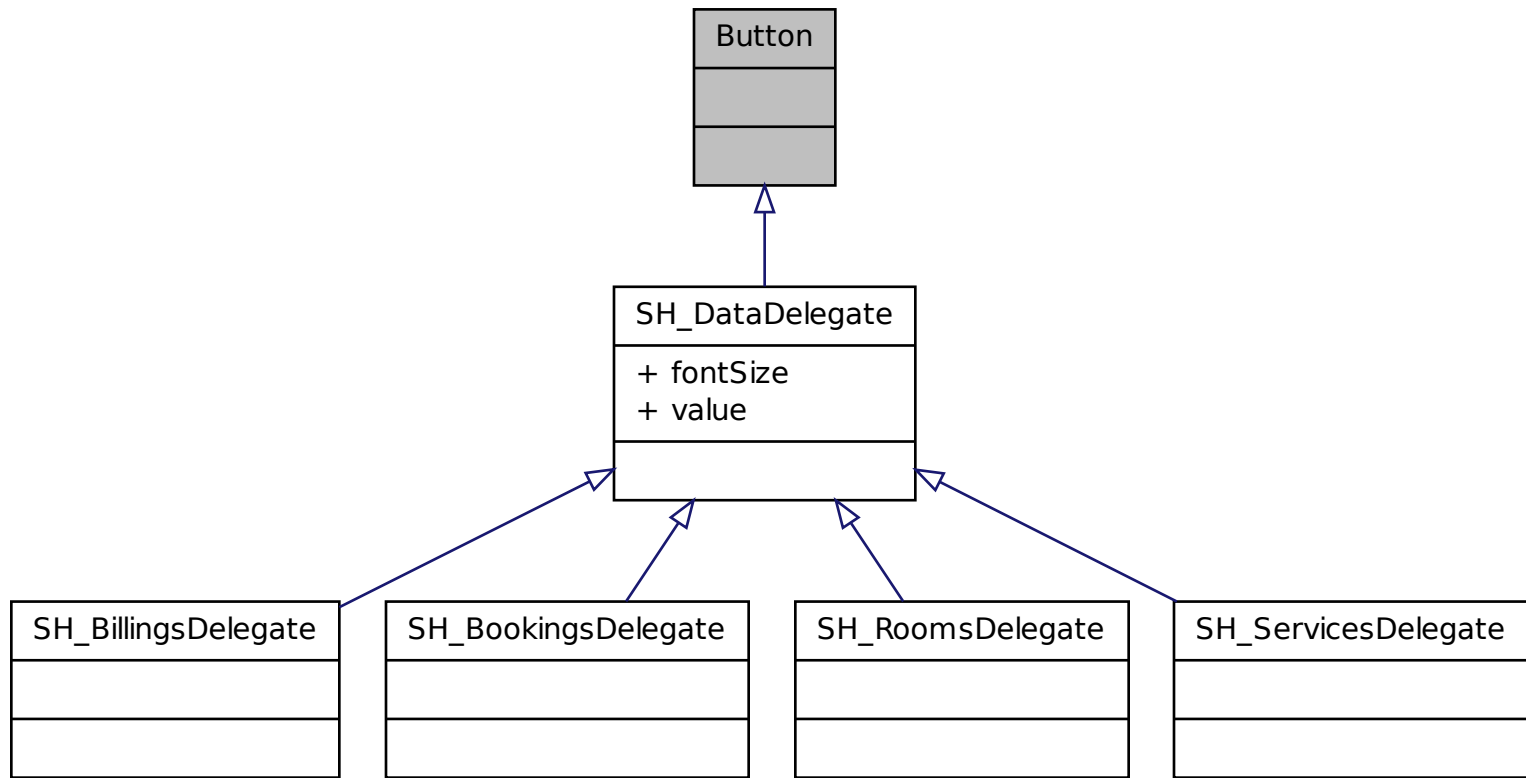 Button
SH_DataDelegate
+ fontSize
+ value
SH_BillingsDelegate
SH_BookingsDelegate
SH_RoomsDelegate
SH_ServicesDelegate